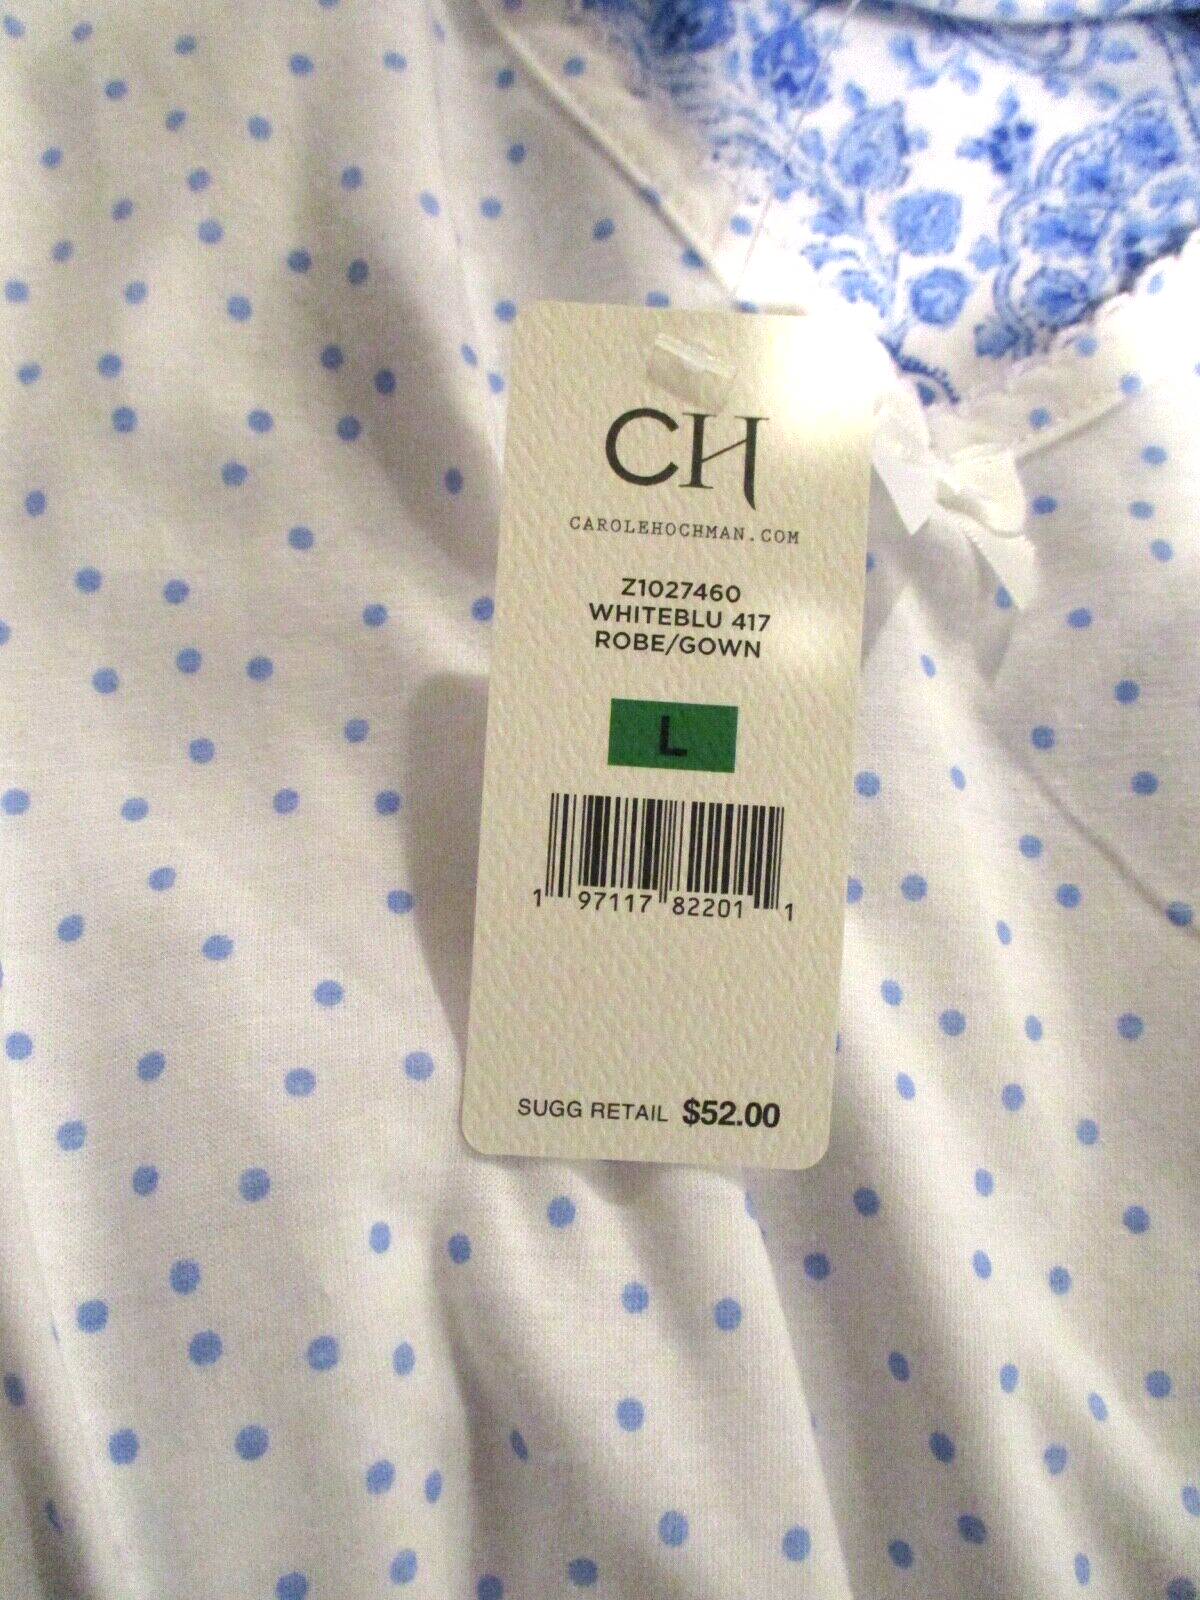 CH
CAROLEHOCHMAN.COM
Z1027460
WHITEBLU 417
ROBE/GOWN
L
1 97117 82201 1
SUGG RETAIL $52.00